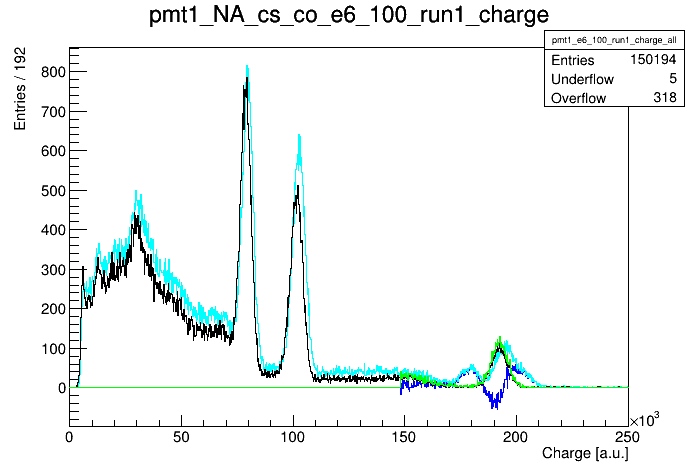 pmt1_NA_cs_co_e6_100_run1_charge
pmt1_e6_100_run1_charge_all
Entries 150194
Underflow 5
Overflow 318
Entries / 192
800
700
600
500
400
300
200
100
0
0 50 100 150 200 250
×10³
Charge [a.u.]